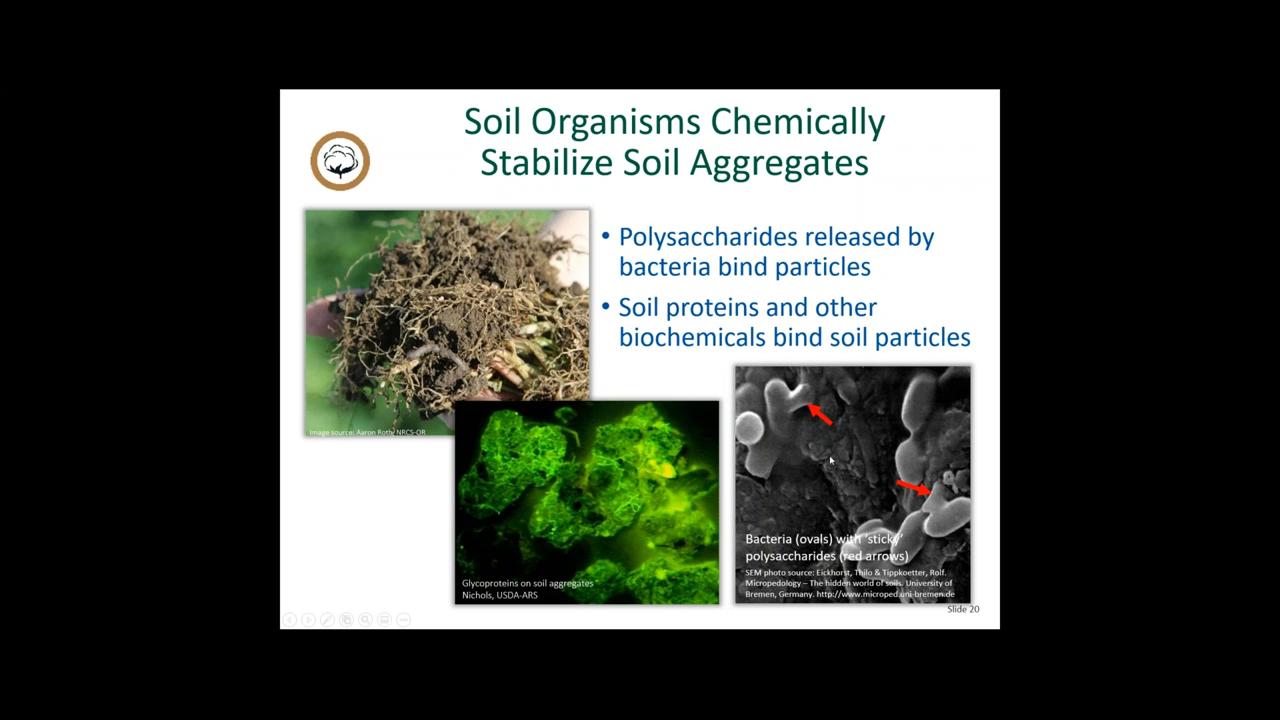 Soil Organisms Chemically
Stabilize Soil Aggregates
• Polysaccharides released by
bacteria bind particles
• Soil proteins and other
biochemicals bind soil particles
Image source: Aaron Roth, NRCS-OR
Glycoproteins on soil aggregates
Nichols, USDA-ARS
Bacteria (ovals) with ‘sticky’
polysaccharides (red arrows)
SEM photo source: Eickhorst, Thilo & Tippkoetter, Rolf.
Micropedology – The hidden world of soils. University of
Bremen, Germany. http://www.microped.uni-bremen.de
Slide 20